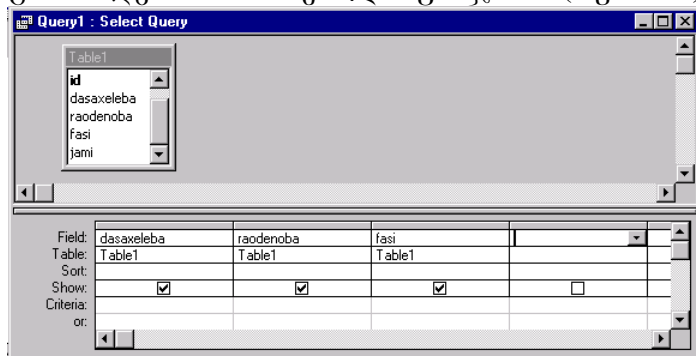 Query1 : Select Query
Table1
id
dasaxeleba
raodenoba
fasi
jami
Field: dasaxeleba raodenoba fasi
Table: Table1 Table1 Table1
Sort:
Show:
Criteria:
or: